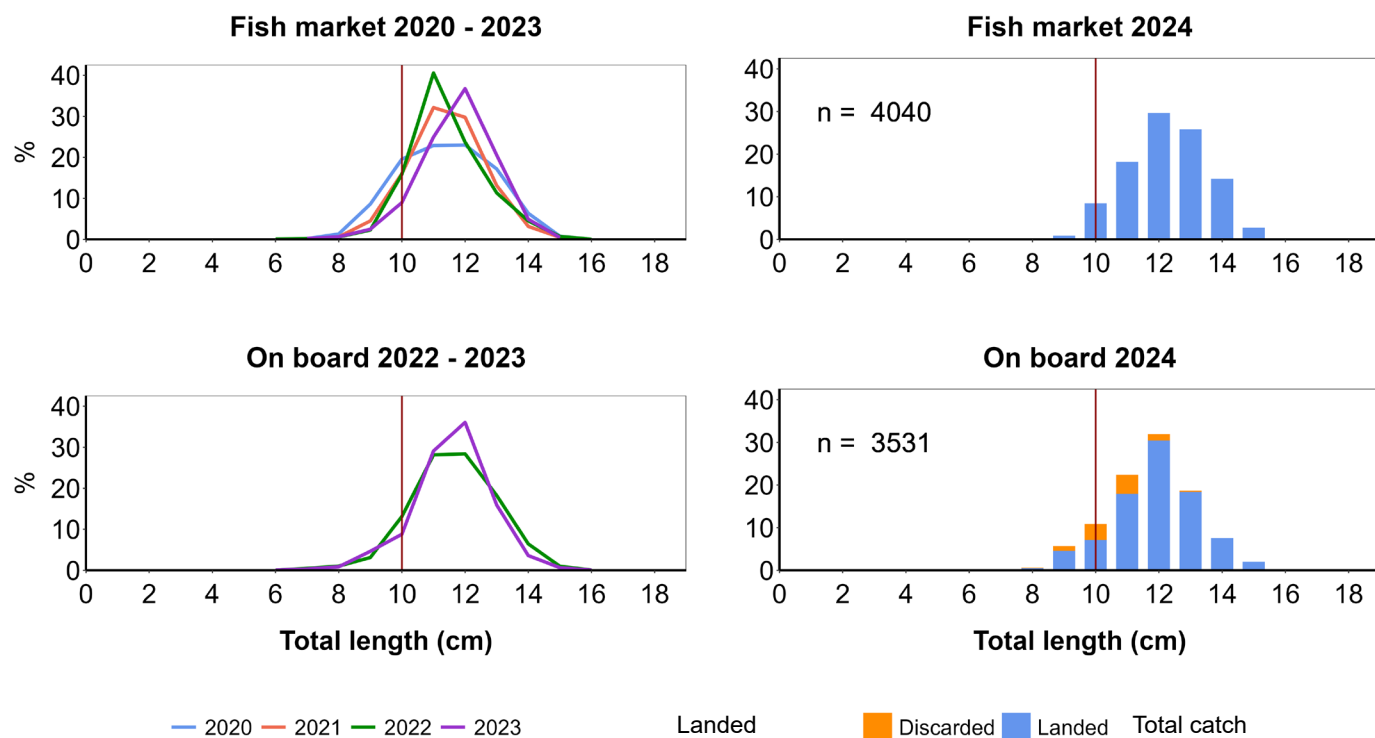 Fish market 2020 - 2023
%
40
30
20
10
0
0 2 4 6 8 10 12 14 16 18
Fish market 2024
n = 4040
40
30
20
10
0
0 2 4 6 8 10 12 14 16 18
On board 2022 - 2023
%
40
30
20
10
0
0 2 4 6 8 10 12 14 16 18
Total length (cm)
On board 2024
n = 3531
40
30
20
10
0
0 2 4 6 8 10 12 14 16 18
Total length (cm)
2020 2021 2022 2023 Landed Discarded Landed Total catch